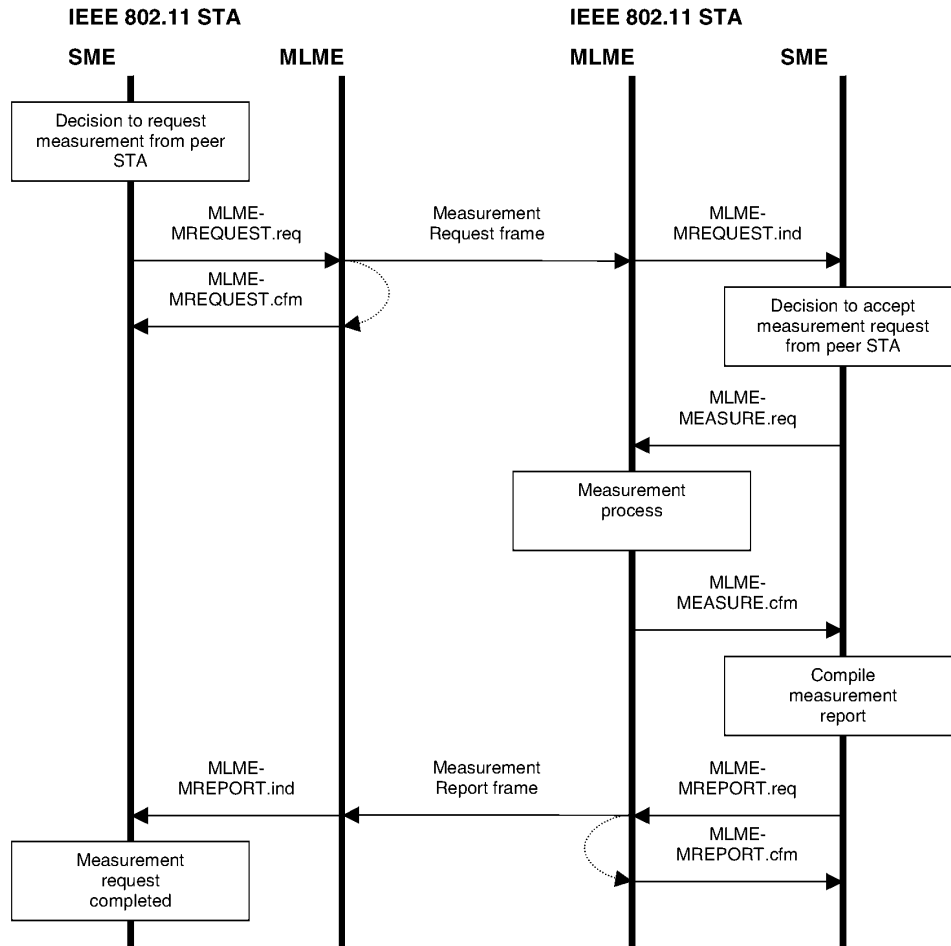 IEEE 802.11 STA
IEEE 802.11 STA
SME
MLME
MLME
SME
Decision to request
measurement from peer
STA
MLME-
MREQUEST.req
Measurement
Request frame
MLME-
MREQUEST.ind
MLME-
MREQUEST.cfm
Decision to accept
measurement request
from peer STA
MLME-
MEASURE.req
Measurement
process
MLME-
MEASURE.cfm
Compile
measurement
report
MLME-
MREPORT.ind
Measurement
Report frame
MLME-
MREPORT.req
MLME-
MREPORT.cfm
Measurement
request
completed